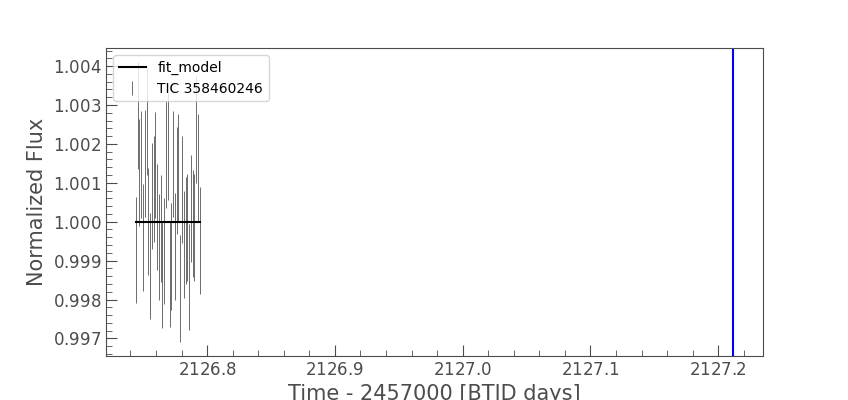 fit_model
TIC 358460246
1.004
1.003
1.002
1.001
1.000
0.999
0.998
0.997
Normalized Flux
2126.8 2126.9 2127.0 2127.1 2127.2
Time - 2457000 [BTJD days]